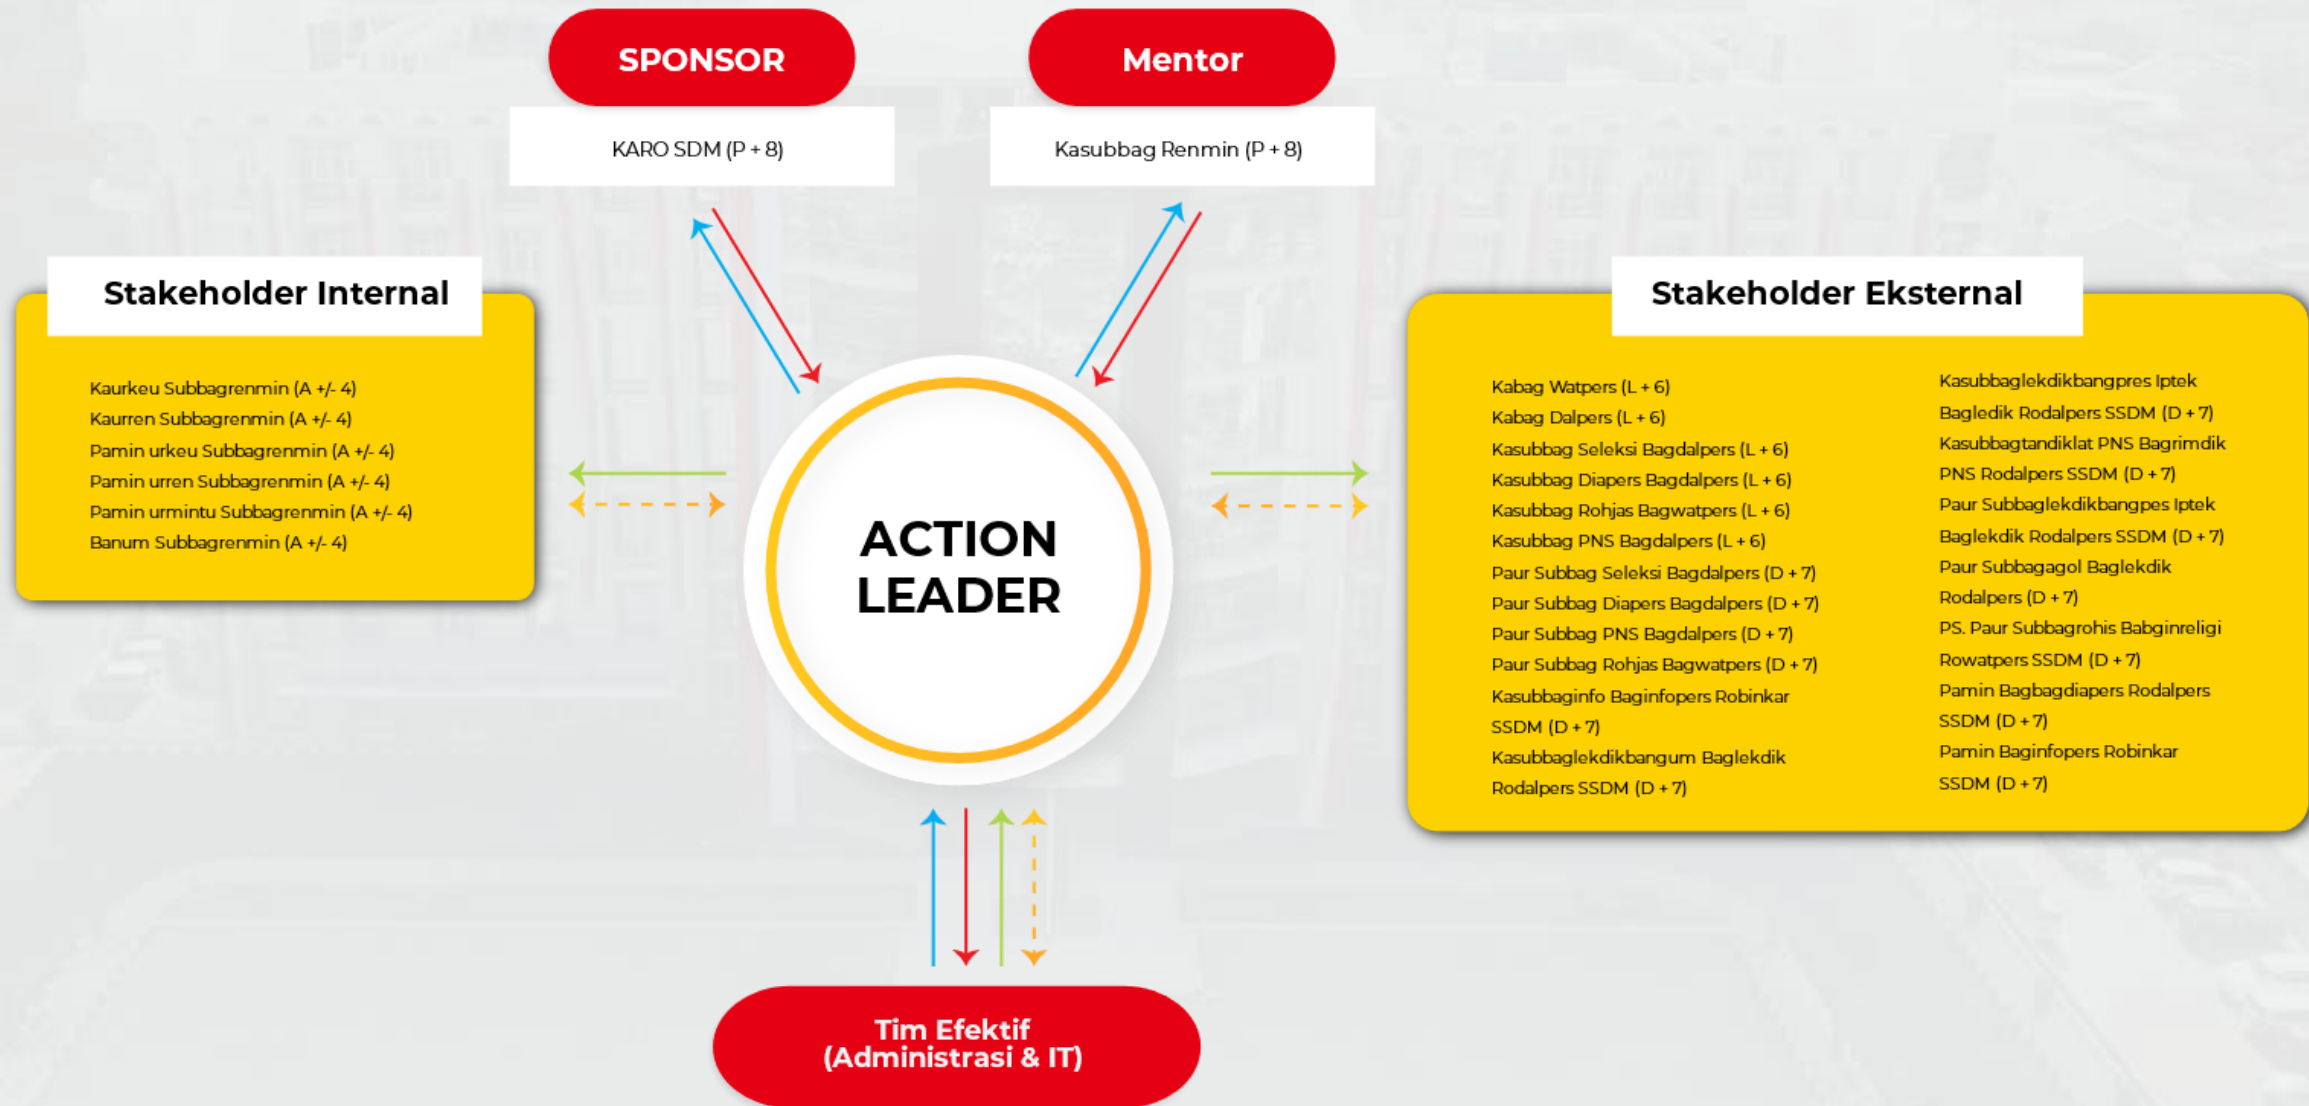 SPONSOR
KARO SDM (P + 8)
Mentor
Kasubbag Renmin (P + 8)
Stakeholder Internal
Kaurkeu Subbagrenmin (A +/- 4)
Kaurren Subbagrenmin (A +/- 4)
Pamin urkeu Subbagrenmin (A +/- 4)
Pamin urren Subbagrenmin (A +/- 4)
Pamin urmintu Subbagrenmin (A +/- 4)
Banum Subbagrenmin (A +/- 4)
ACTION
LEADER
Stakeholder Eksternal
Kabag Watpers (L + 6)
Kabag Dalpers (L + 6)
Kasubbag Seleksi Bagdalpers (L + 6)
Kasubbag Diapers Bagdalpers (L + 6)
Kasubbag Rohjas Bagwatpers (L + 6)
Kasubbag PNS Bagdalpers (L + 6)
Paur Subbag Seleksi Bagdalpers (D + 7)
Paur Subbag Diapers Bagdalpers (D + 7)
Paur Subbag PNS Bagdalpers (D + 7)
Paur Subbag Rohjas Bagwatpers (D + 7)
Kasubbaginfo Baginfopers Robinkar
SSDM (D + 7)
Kasubbaglekdikbangum Baglekdik
Rodalpers SSDM (D + 7)
Kasubbaglekdikbangpres Iptek
Bagledik Rodalpers SSDM (D + 7)
Kasubbagtandiklat PNS Bagrimdik
PNS Rodalpers SSDM (D + 7)
Paur Subbaglekdikbangpes Iptek
Baglekdik Rodalpers SSDM (D + 7)
Paur Subbagagol Baglekdik
Rodalpers (D + 7)
PS. Paur Subbagrohis Babginreligi
Rowatpers SSDM (D + 7)
Pamin Bagbagdiapers Rodalpers
SSDM (D + 7)
Pamin Baginfopers Robinkar
SSDM (D + 7)
Tim Efektif
(Administrasi & IT)